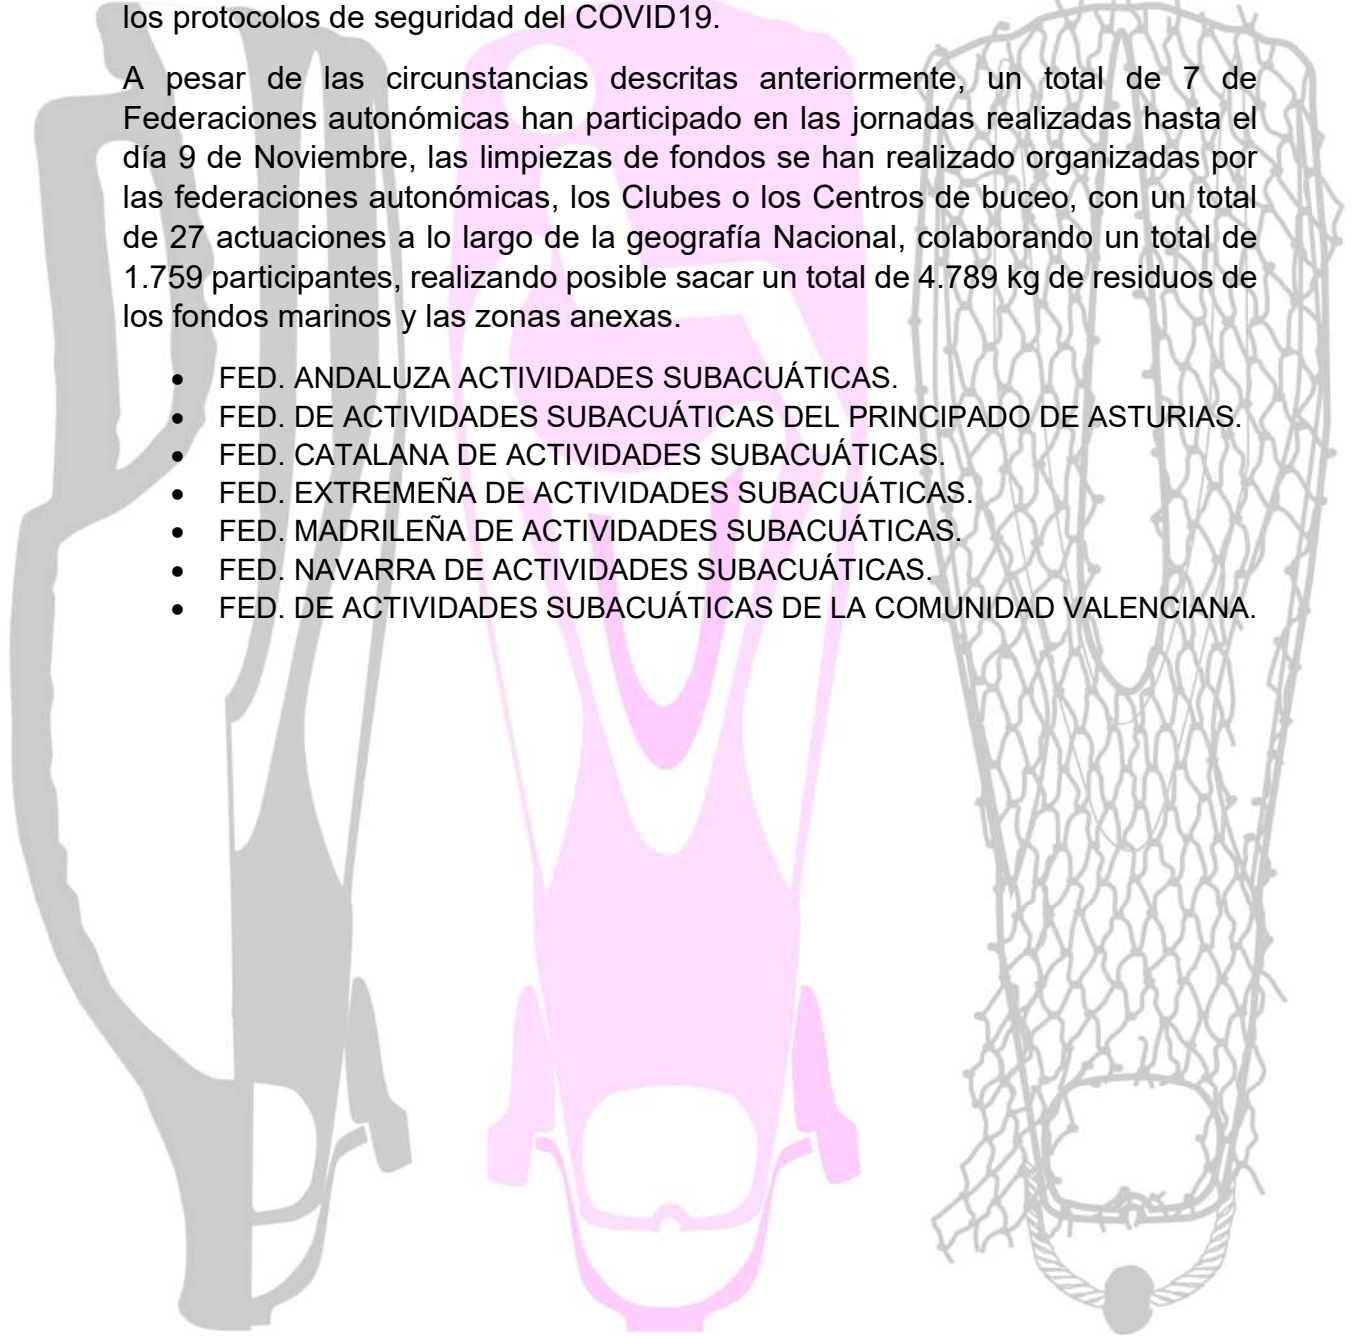 los protocolos de seguridad del COVID19.
A pesar de las circunstancias descritas anteriormente, un total de 7 de
Federaciones autonómicas han participado en las jornadas realizadas hasta el
día 9 de Noviembre, las limpiezas de fondos se han realizado organizadas por
las federaciones autonómicas, los Clubes o los Centros de buceo, con un total
de 27 actuaciones a lo largo de la geografía Nacional, colaborando un total de
1.759 participantes, realizando posible sacar un total de 4.789 kg de residuos de
los fondos marinos y las zonas anexas.
• FED. ANDALUZA ACTIVIDADES SUBACUÁTICAS.
• FED. DE ACTIVIDADES SUBACUÁTICAS DEL PRINCIPADO DE ASTURIAS.
• FED. CATALANA DE ACTIVIDADES SUBACUÁTICAS.
• FED. EXTREMEÑA DE ACTIVIDADES SUBACUÁTICAS.
• FED. MADRILEÑA DE ACTIVIDADES SUBACUÁTICAS.
• FED. NAVARRA DE ACTIVIDADES SUBACUÁTICAS.
• FED. DE ACTIVIDADES SUBACUÁTICAS DE LA COMUNIDAD VALENCIANA.